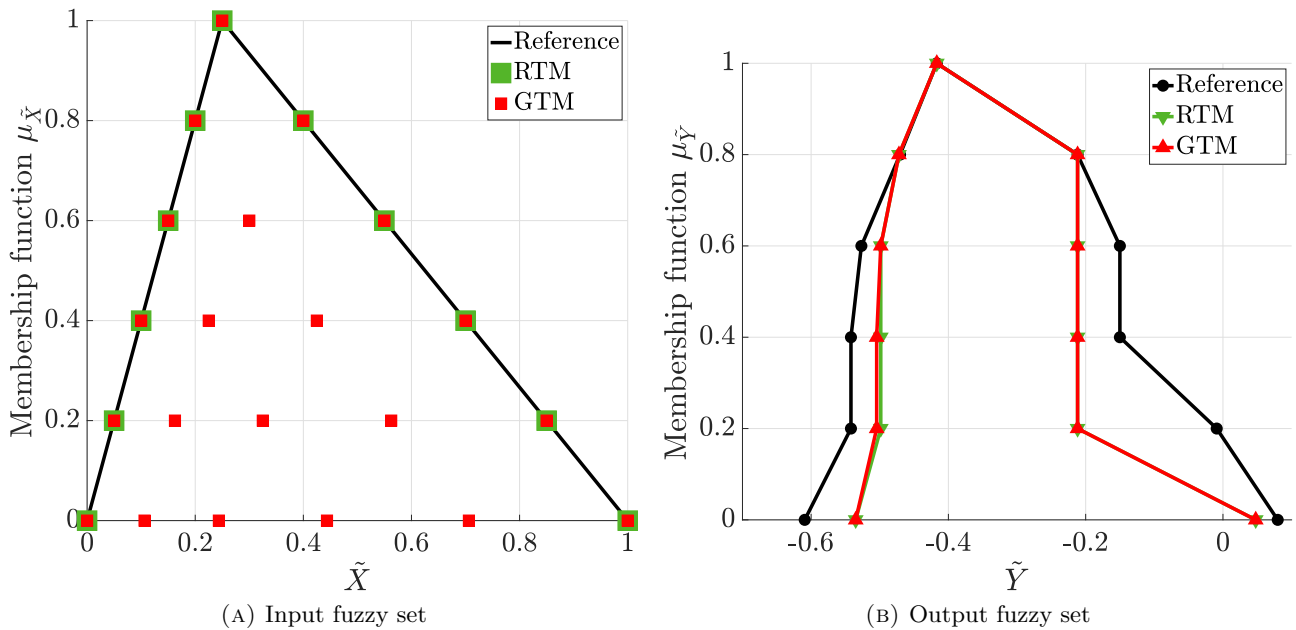 Membership function μ_X̃
1
0.8
0.6
0.4
0.2
0
0 0.2 0.4 0.6 0.8 1
X̃
Reference
RTM
GTM
(A) Input fuzzy set
Membership function μ_Ỹ
1
0.8
0.6
0.4
0.2
0
-0.6 -0.4 -0.2 0
Ỹ
Reference
RTM
GTM
(B) Output fuzzy set